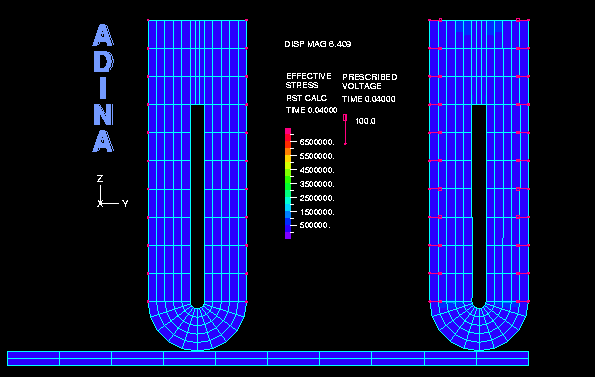 ADINA
DISP MAG 6.409
EFFECTIVE STRESS
RST CALC
TIME 0.04000
6500000.
5500000.
4500000.
3500000.
2500000.
1500000.
500000.
PRESCRIBED VOLTAGE
TIME 0.04000
100.0
Z
X
Y